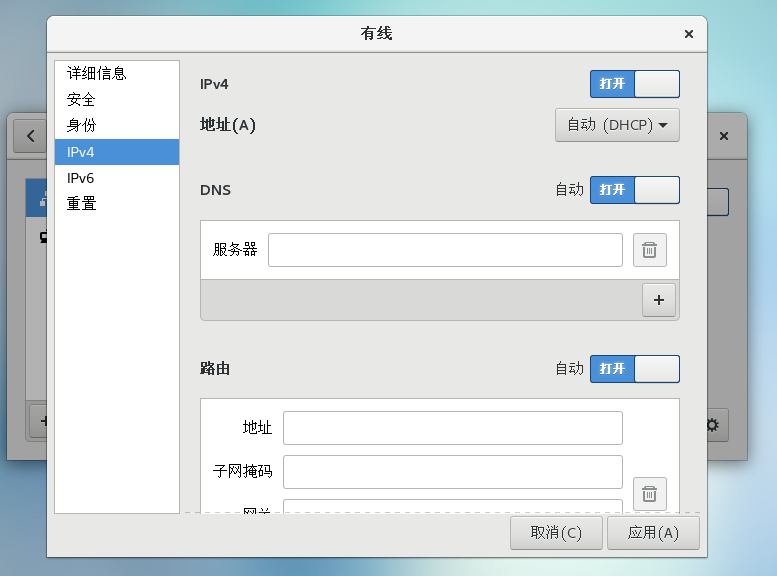 有线
详细信息
安全
身份
IPv4
IPv6
重置
IPv4 打开
地址(A) 自动 (DHCP)
DNS 自动 打开
服务器
路由 自动 打开
地址
子网掩码
网关
取消(C) 应用(A)